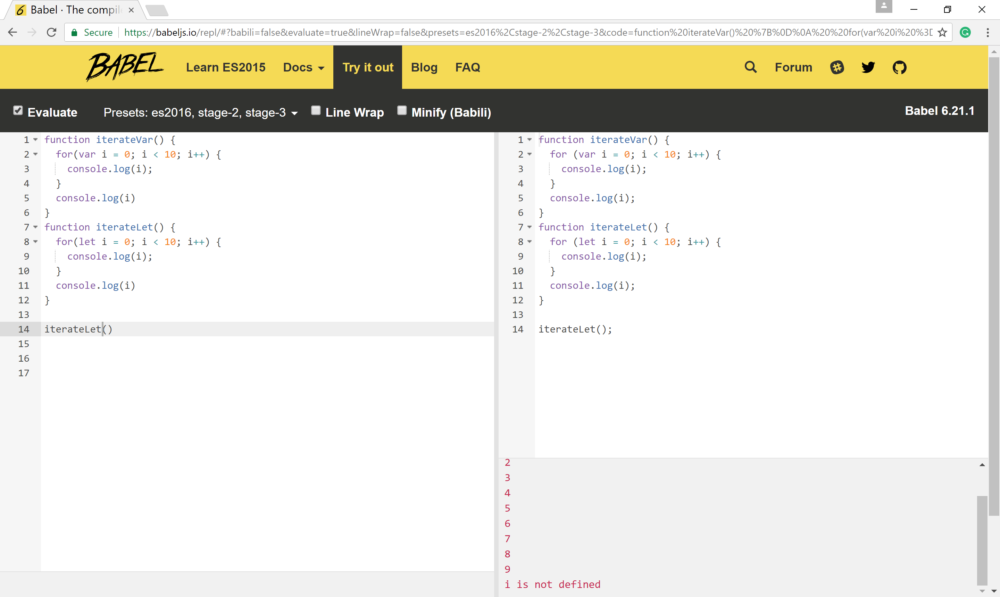 6 Babel · The compil
Secure https://babeljs.io/repl/#?babili=false&evaluate=true&lineWrap=false&presets=es2016%2Cstage-2%2Cstage-3&code=function%20iterateVar()%20%7B%0D%0A%20%20for(var%20i%20%3D
BABEL Learn ES2015 Docs Try it out Blog FAQ Forum
Evaluate Presets: es2016, stage-2, stage-3 Line Wrap Minify (Babili) Babel 6.21.1
1 function iterateVar() {
2   for(var i = 0; i < 10; i++) {
3     console.log(i);
4   }
5   console.log(i)
6 }
7 function iterateLet() {
8   for(let i = 0; i < 10; i++) {
9     console.log(i);
10   }
11   console.log(i)
12 }
13
14 iterateLet()
15
16
17
1 function iterateVar() {
2   for (var i = 0; i < 10; i++) {
3     console.log(i);
4   }
5   console.log(i);
6 }
7 function iterateLet() {
8   for (let i = 0; i < 10; i++) {
9     console.log(i);
10   }
11   console.log(i);
12 }
13
14 iterateLet();
2
3
4
5
6
7
8
9
i is not defined